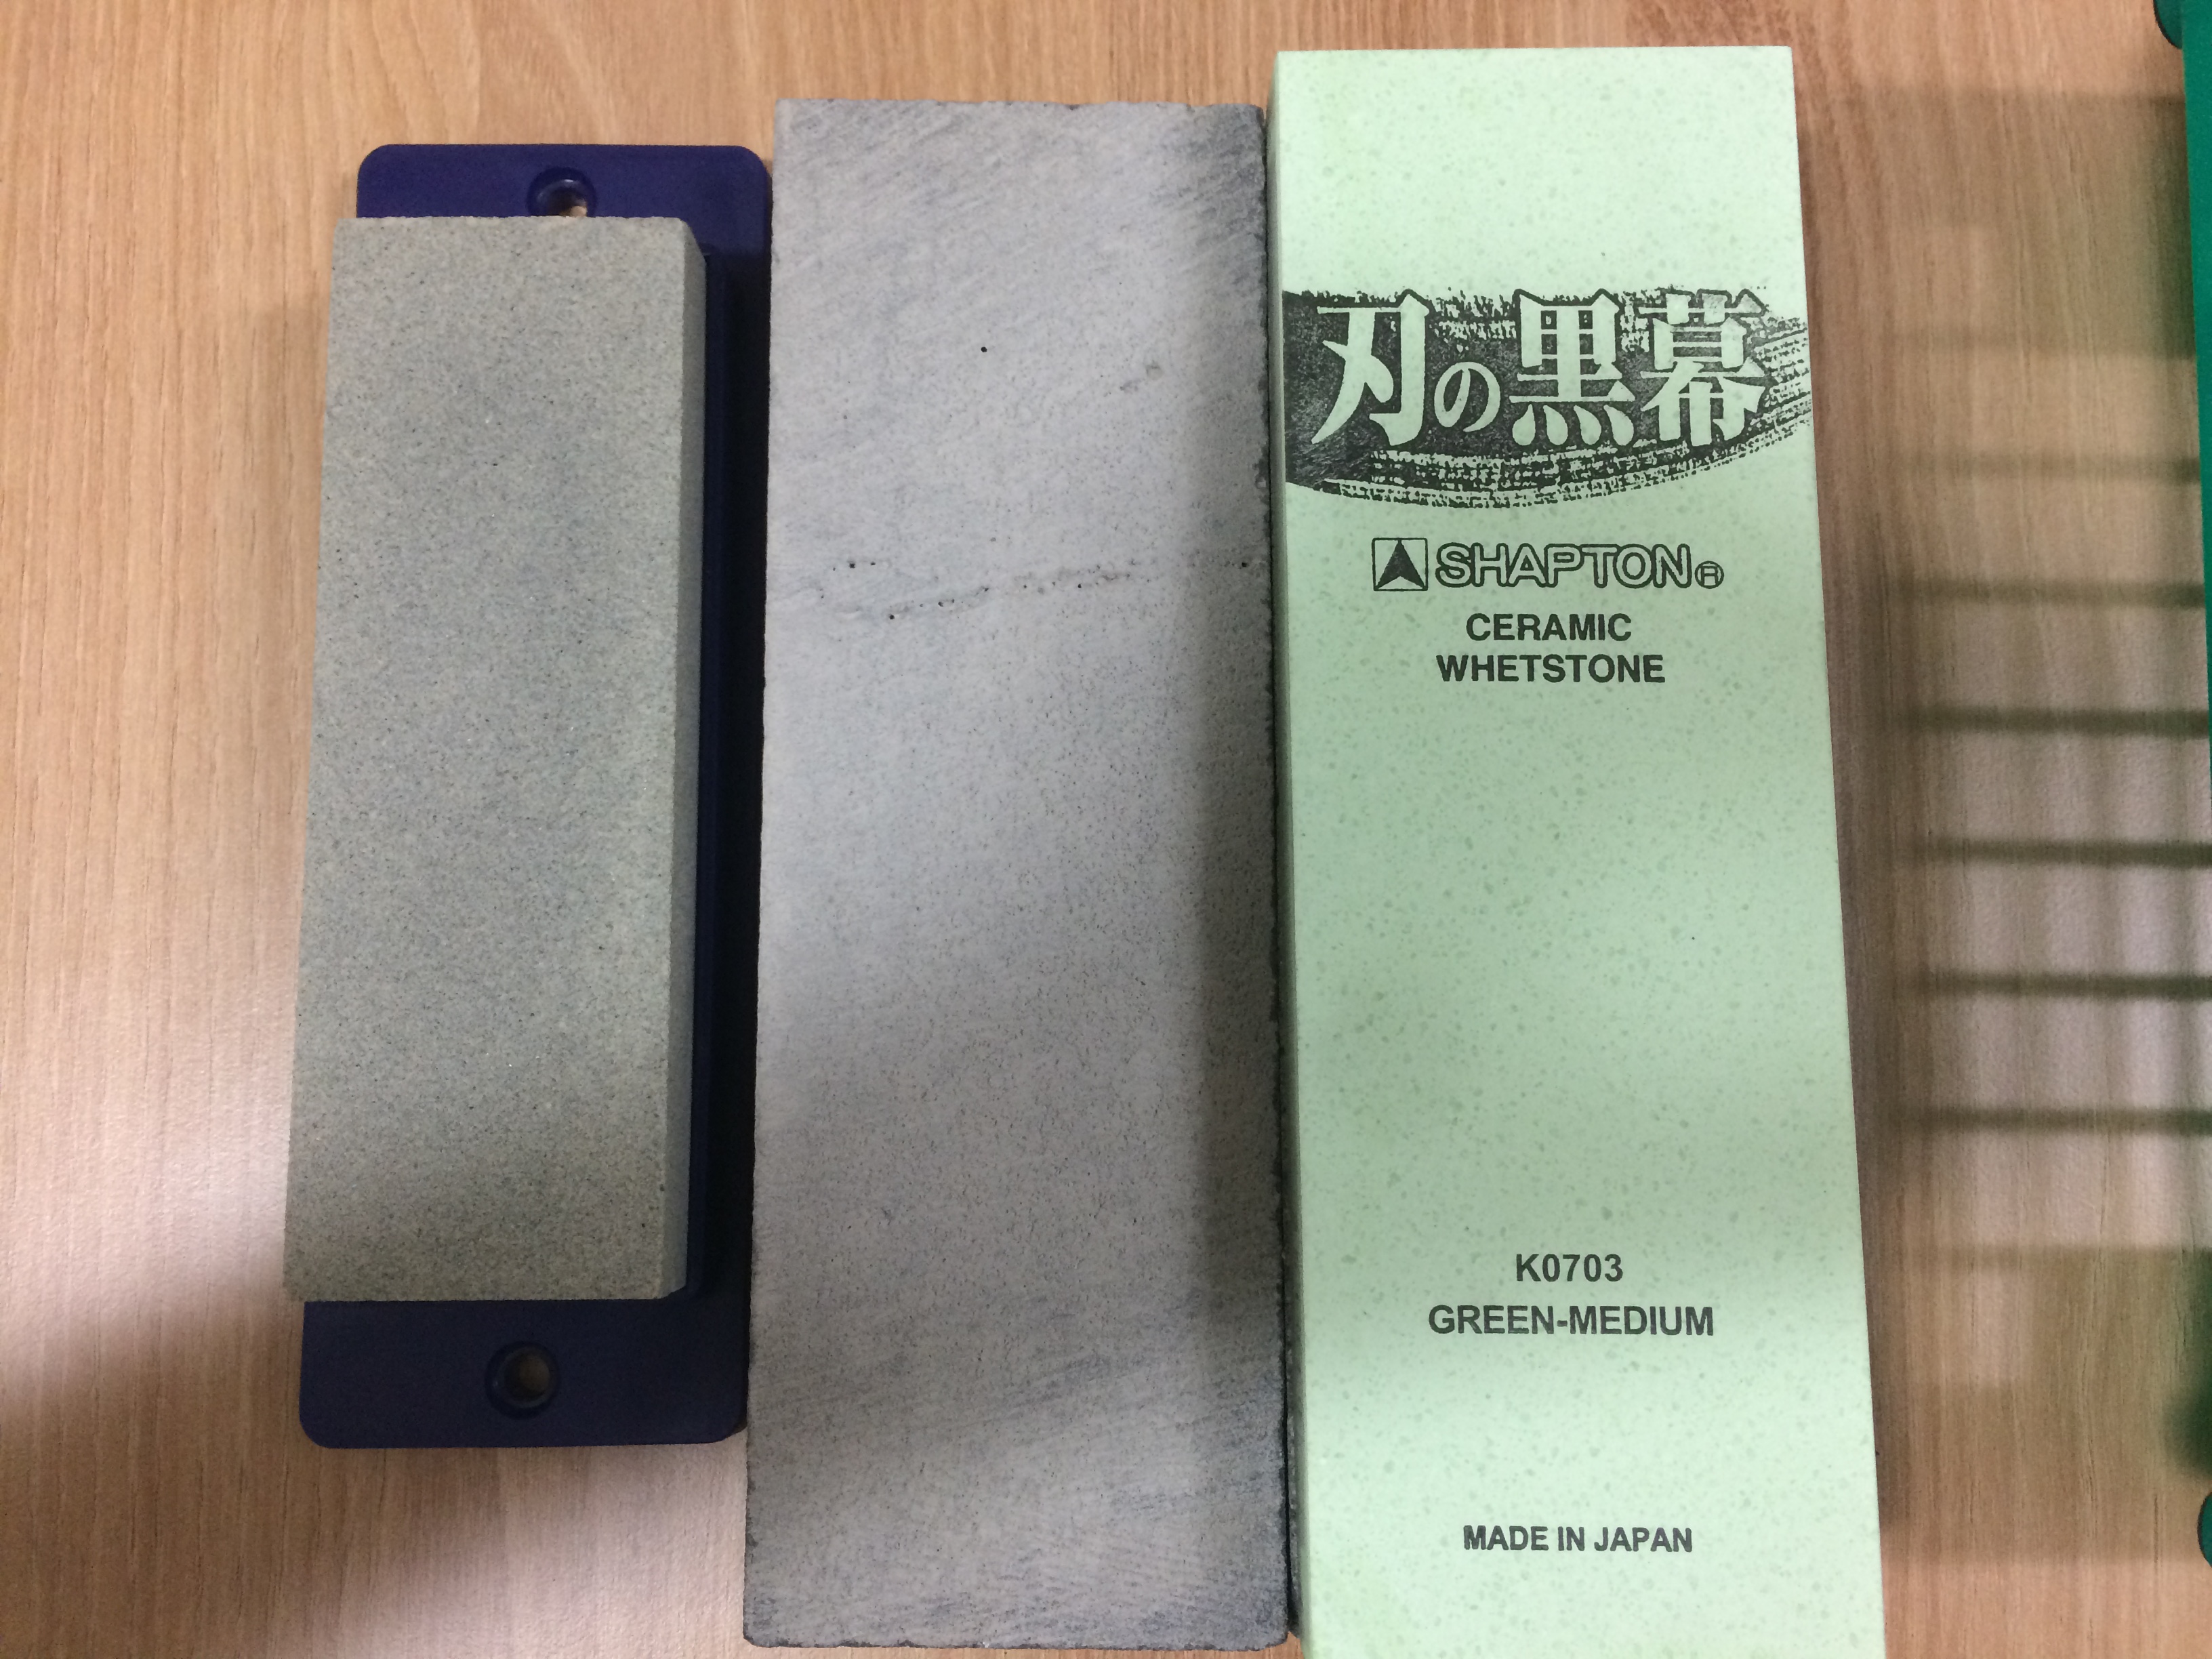 刃の黒幕
SHAPTON®
CERAMIC
WHETSTONE
K0703
GREEN-MEDIUM
MADE IN JAPAN